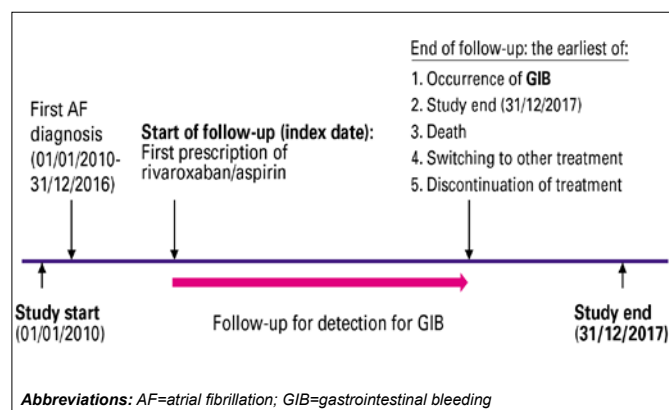 First AF
diagnosis
(01/01/2010-
31/12/2016)
Start of follow-up (index date):
First prescription of
rivaroxaban/aspirin
End of follow-up: the earliest of:
1. Occurrence of GIB
2. Study end (31/12/2017)
3. Death
4. Switching to other treatment
5. Discontinuation of treatment
Study start
(01/01/2010)
Follow-up for detection for GIB
Study end
(31/12/2017)
Abbreviations: AF=atrial fibrillation; GIB=gastrointestinal bleeding